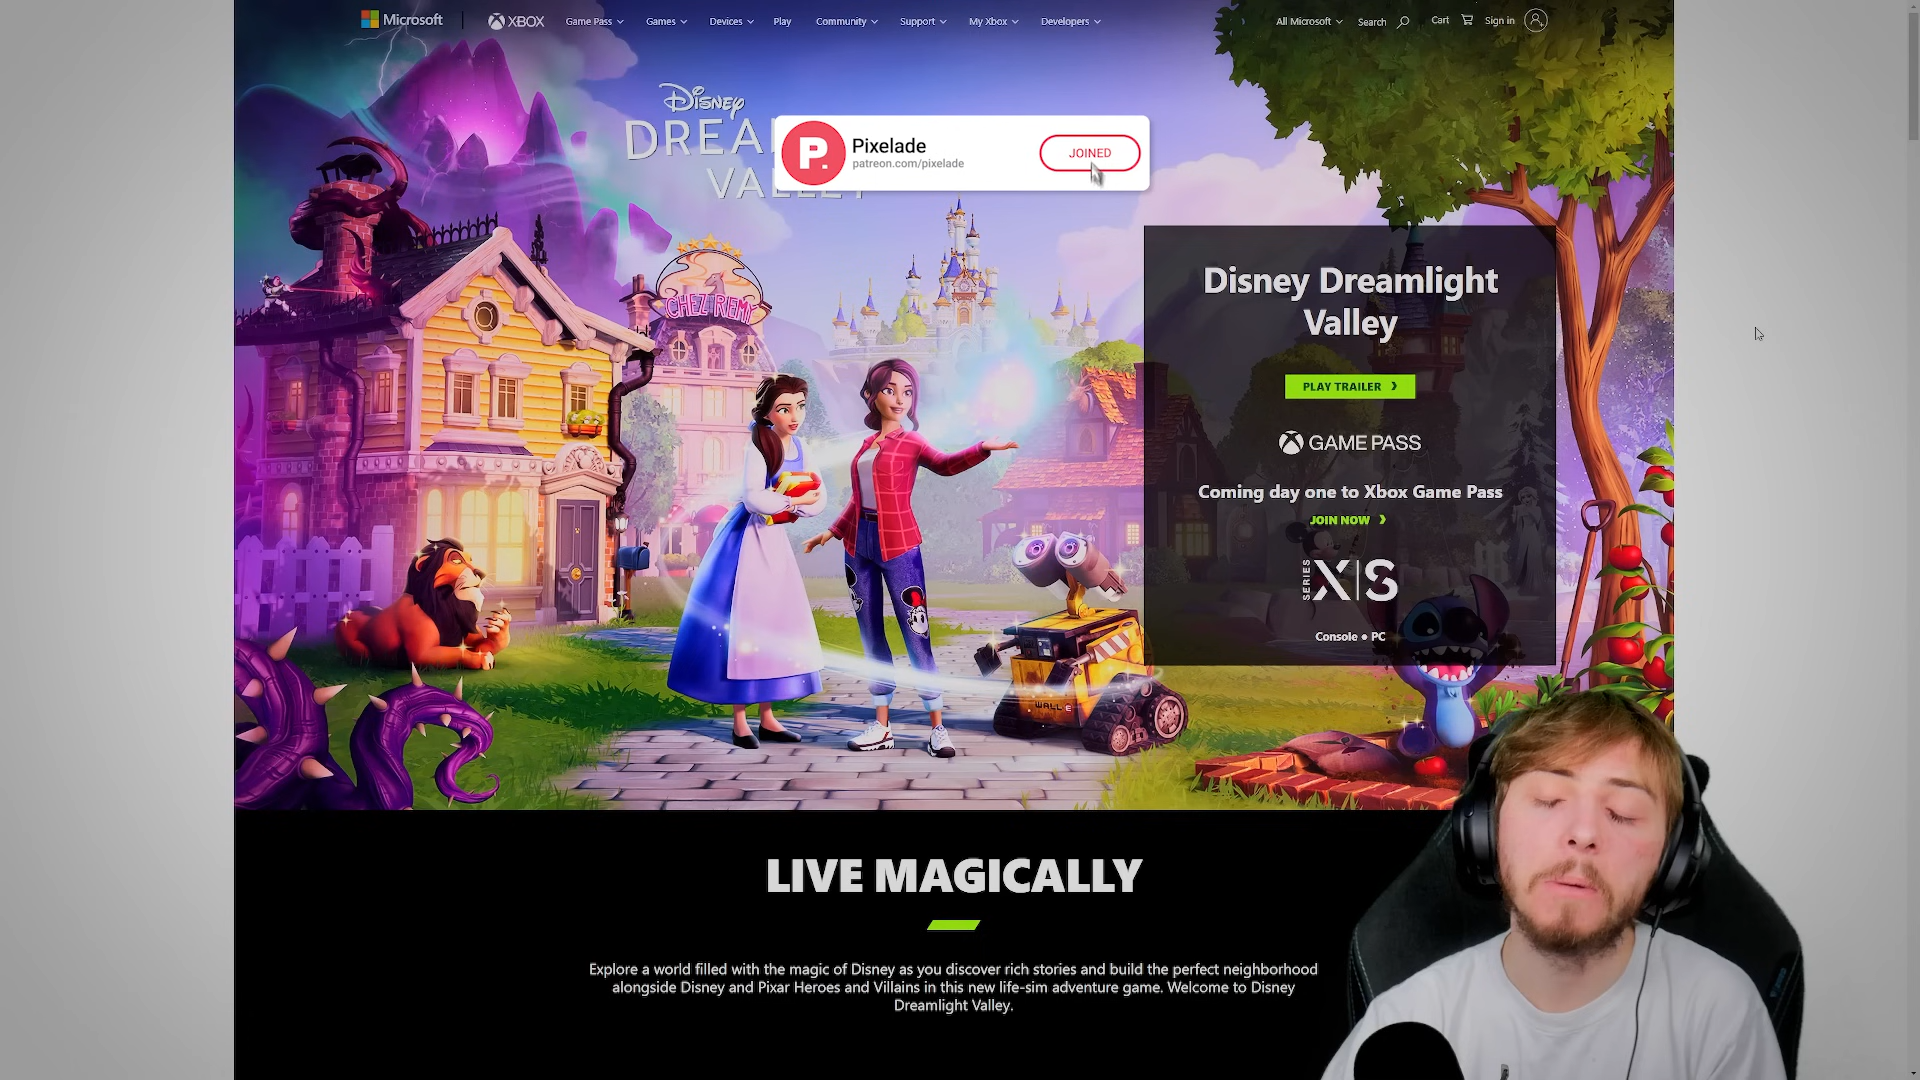 Microsoft
XBOX
Game Pass
Games
Devices
Play
Community
Support
My Xbox
Developers
All Microsoft
Search
Cart
Sign in
Disney
DREA
VALLEY
P.
Pixelade
patreon.com/pixelade
JOINED
CHEZ REMY
Disney Dreamlight
Valley
PLAY TRAILER
GAME PASS
Coming day one to Xbox Game Pass
JOIN NOW
SERIES X|S
Console • PC
WALL E
LIVE MAGICALLY
Explore a world filled with the magic of Disney as you discover rich stories and build the perfect neighborhood
alongside Disney and Pixar Heroes and Villains in this new life-sim adventure game. Welcome to Disney
Dreamlight Valley.